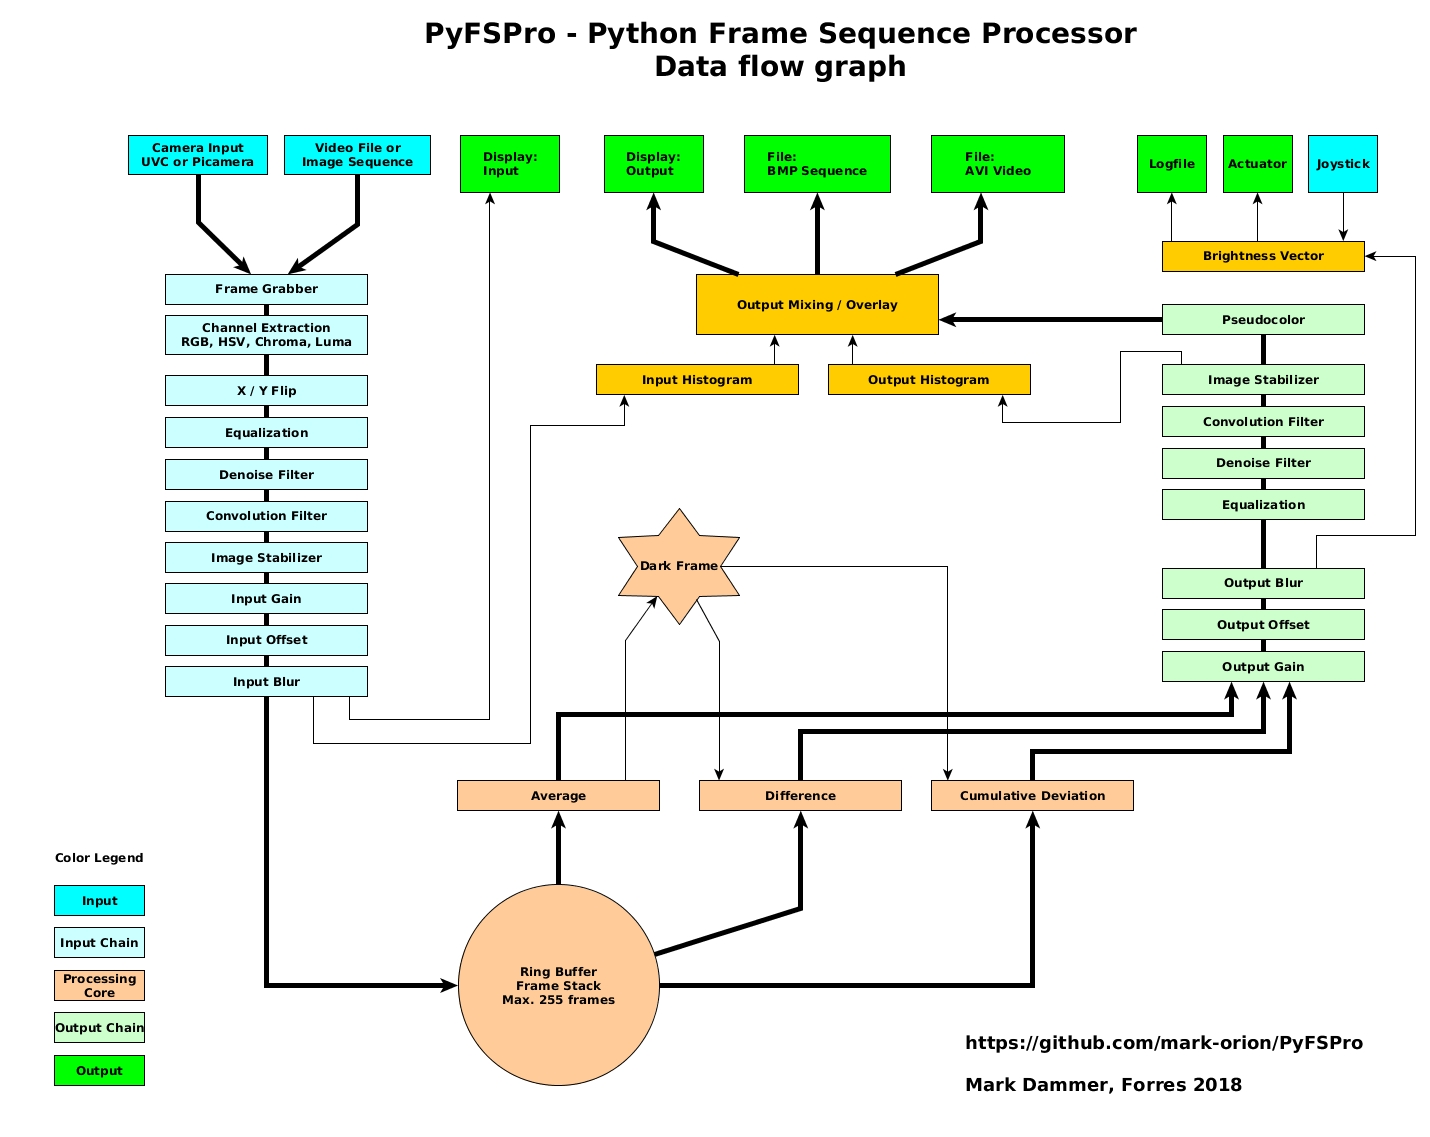 PyFSPro - Python Frame Sequence Processor
Data flow graph
Camera Input
UVC or Picamera
Video File or
Image Sequence
Display:
Input
Display:
Output
File:
BMP Sequence
File:
AVI Video
Logfile
Actuator
Joystick
Brightness Vector
Frame Grabber
Output Mixing / Overlay
Pseudocolor
Channel Extraction
RGB, HSV, Chroma, Luma
Input Histogram
Output Histogram
Image Stabilizer
X / Y Flip
Convolution Filter
Equalization
Denoise Filter
Denoise Filter
Equalization
Convolution Filter
Image Stabilizer
Dark Frame
Output Blur
Input Gain
Output Offset
Input Offset
Output Gain
Input Blur
Average
Difference
Cumulative Deviation
Color Legend
Input
Input Chain
Processing
Core
Output Chain
Output
Ring Buffer
Frame Stack
Max. 255 frames
https://github.com/mark-orion/PyFSPro
Mark Dammer, Forres 2018